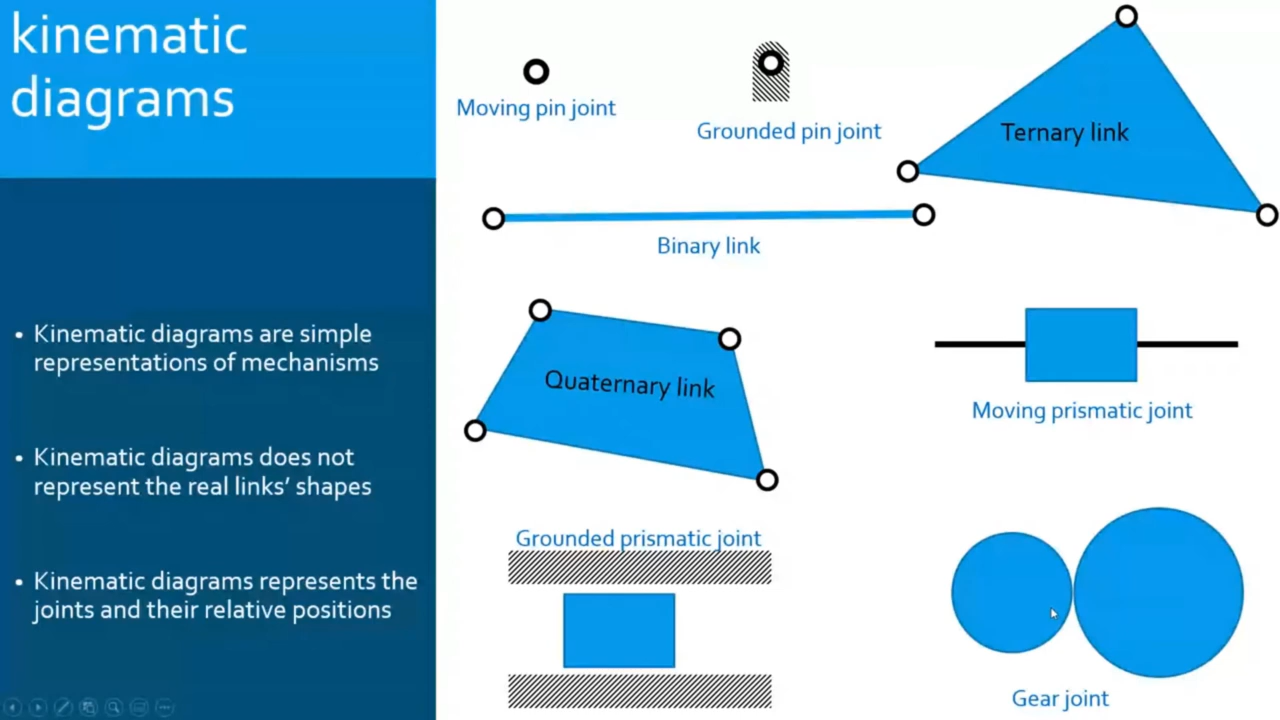 kinematic
diagrams
• Kinematic diagrams are simple
representations of mechanisms
• Kinematic diagrams does not
represent the real links’ shapes
• Kinematic diagrams represents the
joints and their relative positions
Moving pin joint
Grounded pin joint
Ternary link
Binary link
Quaternary link
Moving prismatic joint
Grounded prismatic joint
Gear joint